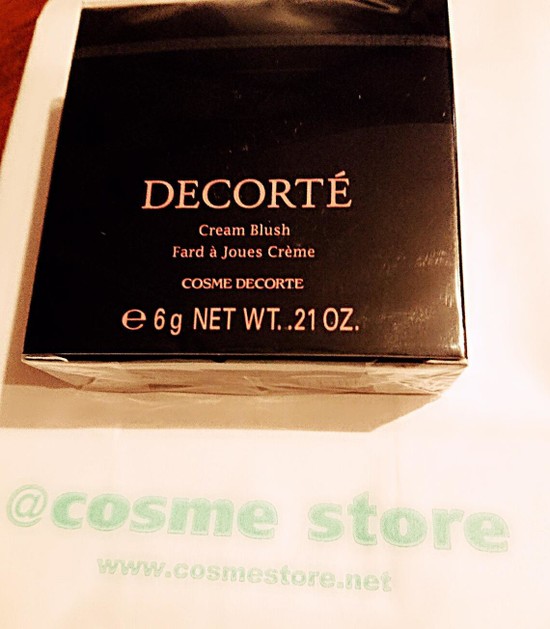 DECORTÉ
Cream Blush
Fard à Joues Crème
COSME DECORTE
℮ 6g NET WT. .21 OZ.
@cosme store
www.cosmestore.net